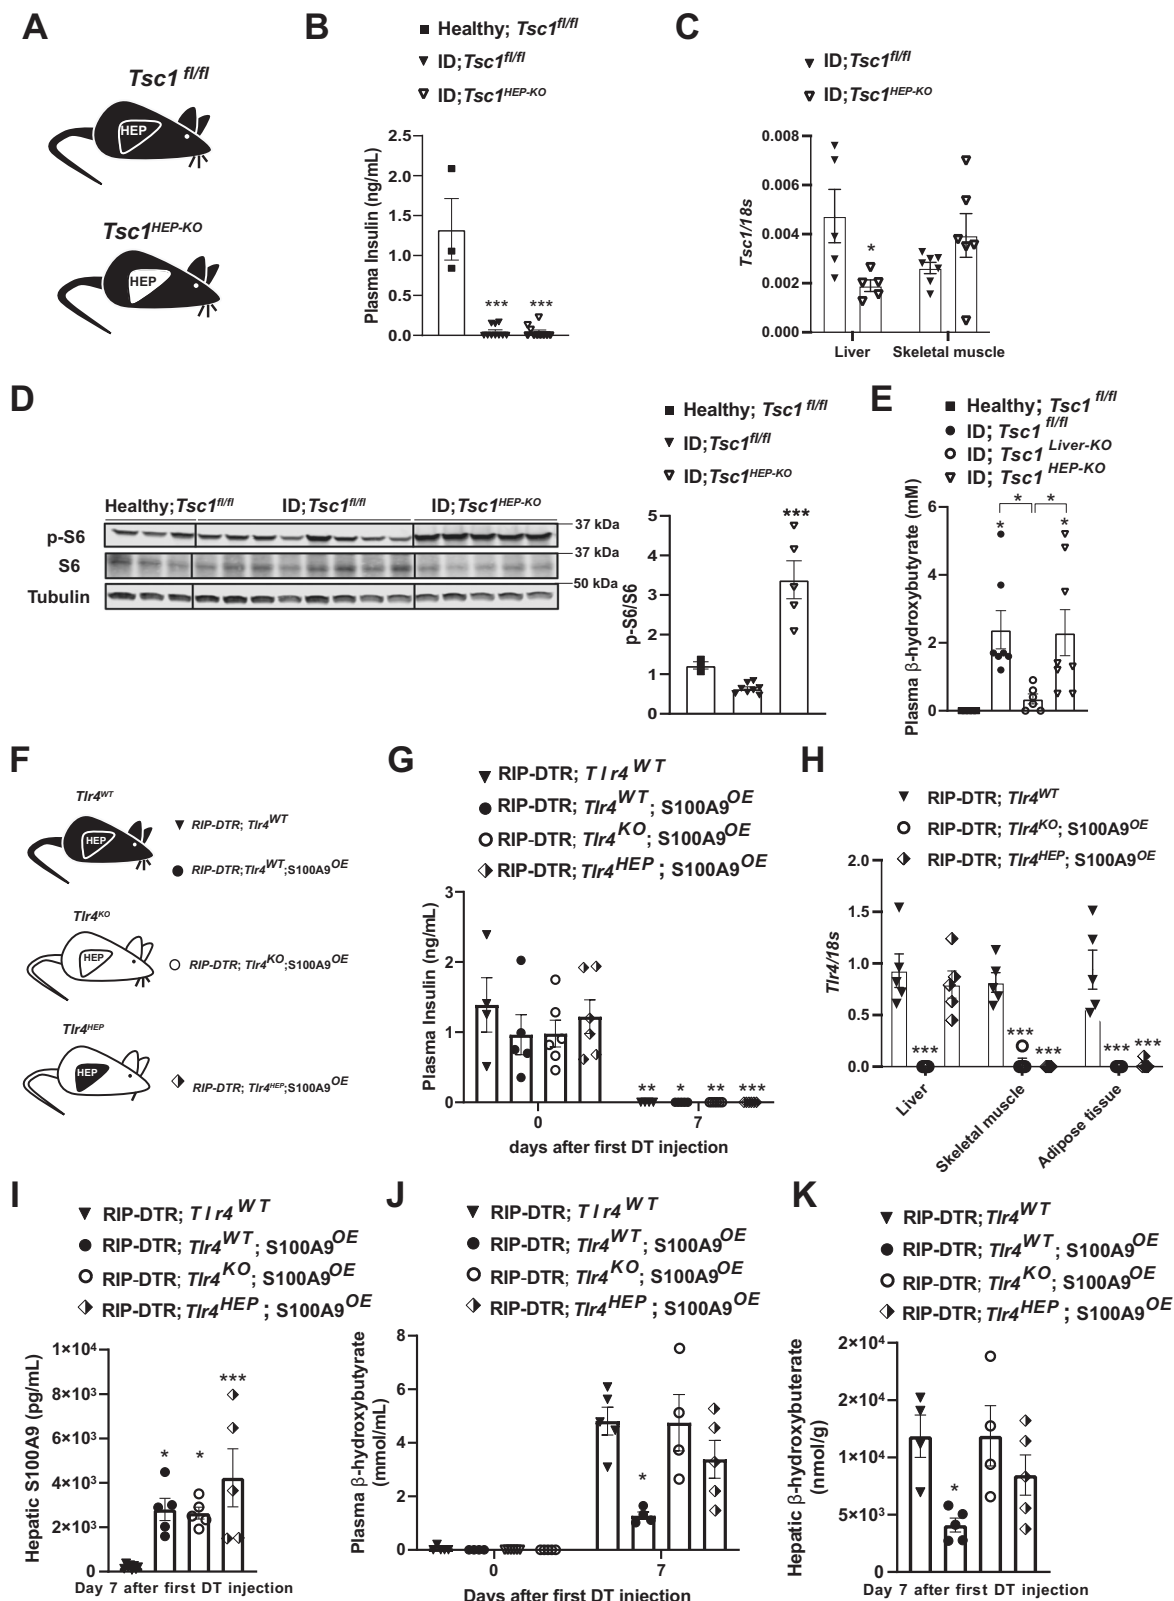 A
Tsc1 fl/fl
HEP
Tsc1HEP-KO
HEP
B
Healthy; Tsc1fl/fl
ID;Tsc1fl/fl
ID;Tsc1HEP-KO
Plasma Insulin (ng/mL)
2.5
2.0
1.5
1.0
0.5
0.0
*** ***
C
ID;Tsc1fl/fl
ID;Tsc1HEP-KO
Tsc1/18s
0.008
0.006
0.004
0.002
0.000
*
Liver Skeletal muscle
D
Healthy;Tsc1fl/fl ID;Tsc1fl/fl ID;Tsc1HEP-KO
p-S6 37 kDa
S6 37 kDa
Tubulin 50 kDa
Healthy; Tsc1fl/fl
ID;Tsc1fl/fl
ID;Tsc1HEP-KO
p-S6/S6
5
4
3
2
1
0
***
E
Healthy; Tsc1 fl/fl
ID; Tsc1 fl/fl
ID; Tsc1 Liver-KO
ID; Tsc1 HEP-KO
Plasma β-hydroxybutyrate (mM)
6
4
2
0
* *
* *
F
Tlr4WT
HEP
RIP-DTR; Tlr4WT
RIP-DTR;Tlr4WT;S100A9OE
Tlr4KO
HEP
RIP-DTR; Tlr4KO;S100A9OE
Tlr4HEP
HEP
RIP-DTR; Tlr4HEP;S100A9OE
G
RIP-DTR; Tlr4WT
RIP-DTR; Tlr4WT; S100A9OE
RIP-DTR; Tlr4KO; S100A9OE
RIP-DTR; Tlr4HEP ; S100A9OE
Plasma Insulin (ng/mL)
3
2
1
0
** * ** ***
0 7
days after first DT injection
H
RIP-DTR; Tlr4WT
RIP-DTR; Tlr4KO; S100A9OE
RIP-DTR; Tlr4HEP; S100A9OE
Tlr4/18s
2.0
1.5
1.0
0.5
0.0
*** *** *** *** ***
Liver
Skeletal muscle
Adipose tissue
I
RIP-DTR; Tlr4WT
RIP-DTR; Tlr4WT; S100A9OE
RIP-DTR; Tlr4KO; S100A9OE
RIP-DTR; Tlr4HEP ; S100A9OE
Hepatic S100A9 (pg/mL)
1×10⁴
8×10³
6×10³
4×10³
2×10³
0
* * ***
Day 7 after first DT injection
J
RIP-DTR; Tlr4WT
RIP-DTR; Tlr4WT; S100A9OE
RIP-DTR; Tlr4KO; S100A9OE
RIP-DTR; Tlr4HEP ; S100A9OE
Plasma β-hydroxybutyrate
(mmol/mL)
8
6
4
2
0
*
0 7
Days after first DT injection
K
RIP-DTR; Tlr4WT
RIP-DTR; Tlr4WT; S100A9OE
RIP-DTR; Tlr4KO; S100A9OE
RIP-DTR; Tlr4HEP ; S100A9OE
Hepatic β-hydroxybuterate
(nmol/g)
2×10⁴
2×10⁴
1×10⁴
5×10³
0
*
Day 7 after first DT injection